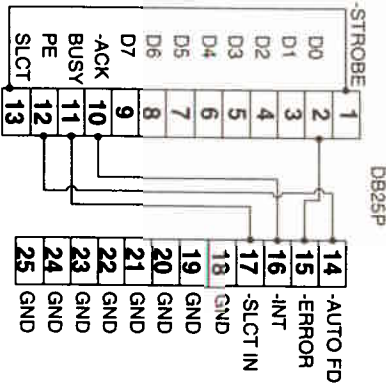 DB25P
-STROBE 1
14 -AUTO FD
D0 2
15 -ERROR
D1 3
16 -INT
D2 4
17 -SLCT IN
D3 5
18 GND
D4 6
19 GND
D5 7
20 GND
D6 8
21 GND
D7 9
22 GND
-ACK 10
23 GND
BUSY 11
24 GND
PE 12
25 GND
SLCT 13